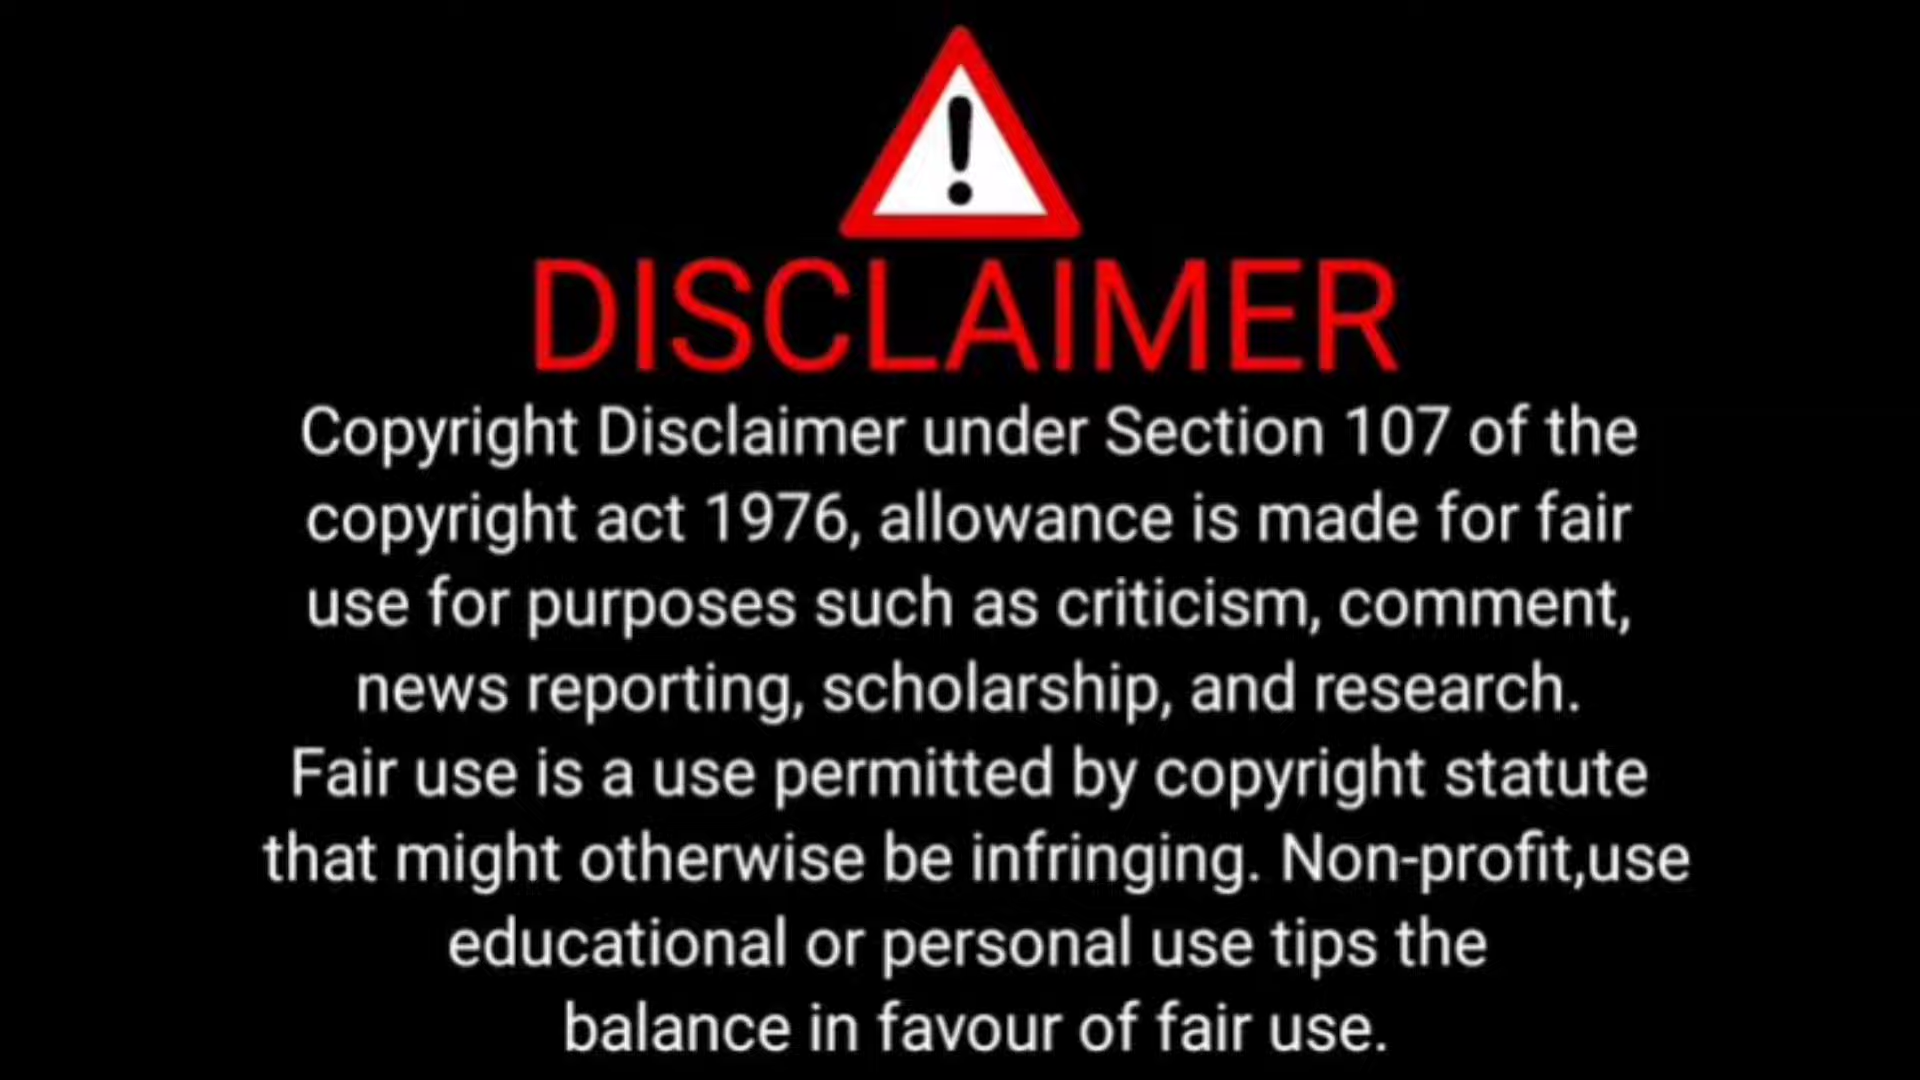 DISCLAIMER
Copyright Disclaimer under Section 107 of the
copyright act 1976, allowance is made for fair
use for purposes such as criticism, comment,
news reporting, scholarship, and research.
Fair use is a use permitted by copyright statute
that might otherwise be infringing. Non-profit,use
educational or personal use tips the
balance in favour of fair use.